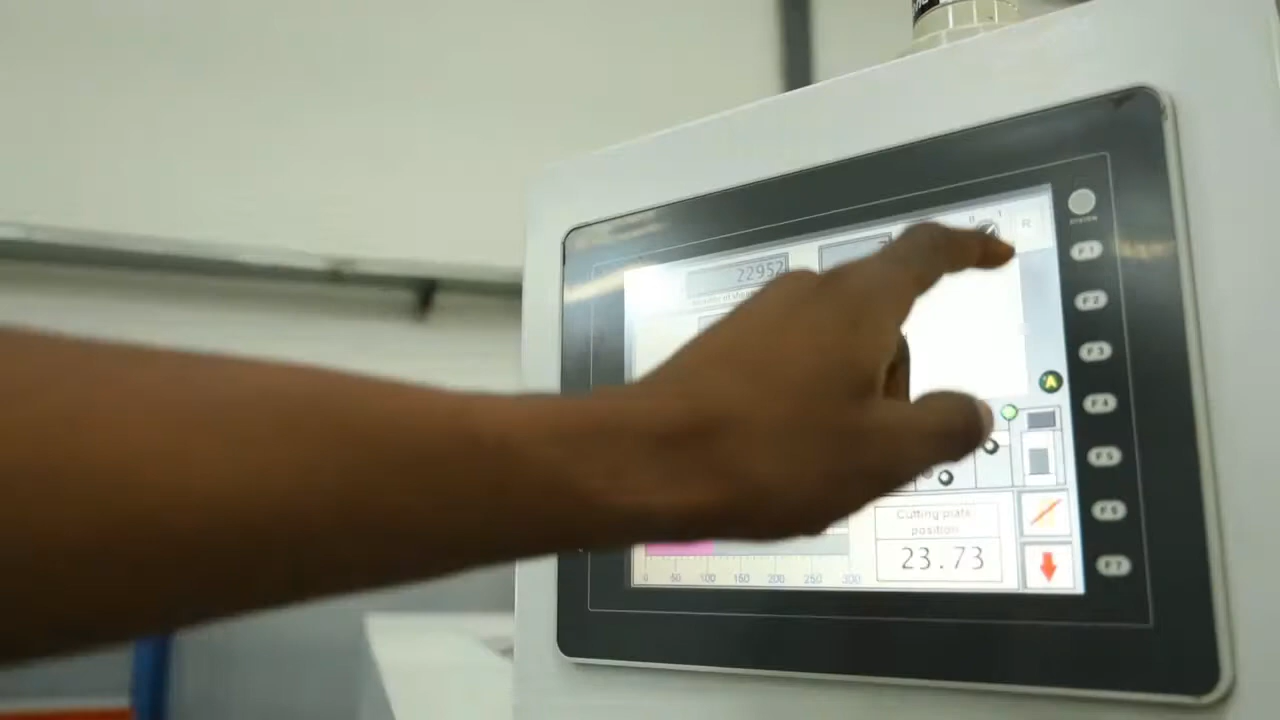 R
22952
F1
F2
F3
A
F4
F5
Cutting plate
position
F6
23.73
F7
0 50 100 150 200 250 300